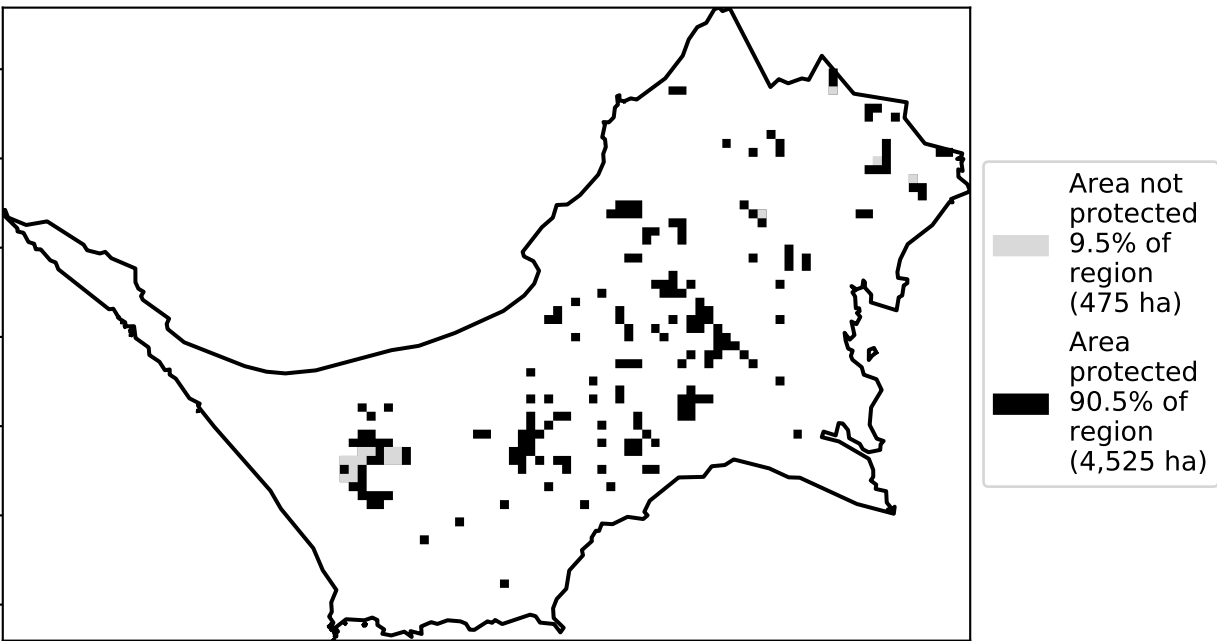 Area not
protected
9.5% of
region
(475 ha)
Area
protected
90.5% of
region
(4,525 ha)